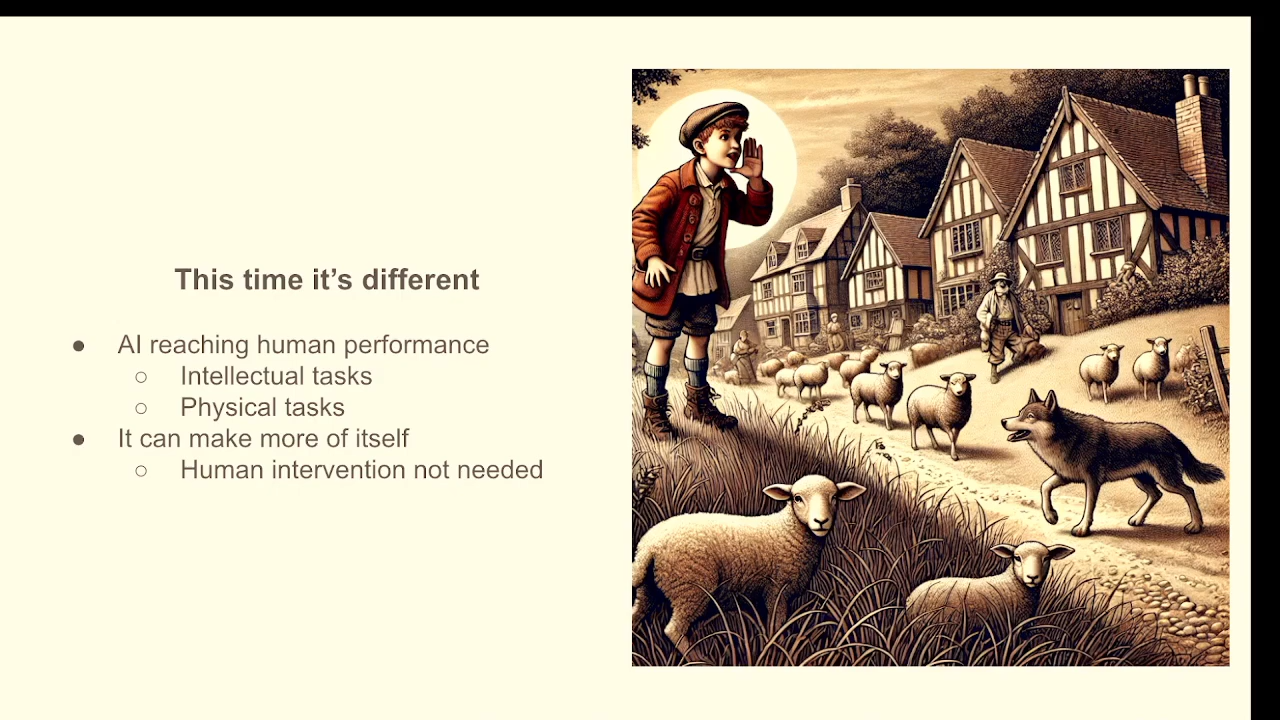 This time it’s different
● AI reaching human performance
○ Intellectual tasks
○ Physical tasks
● It can make more of itself
○ Human intervention not needed